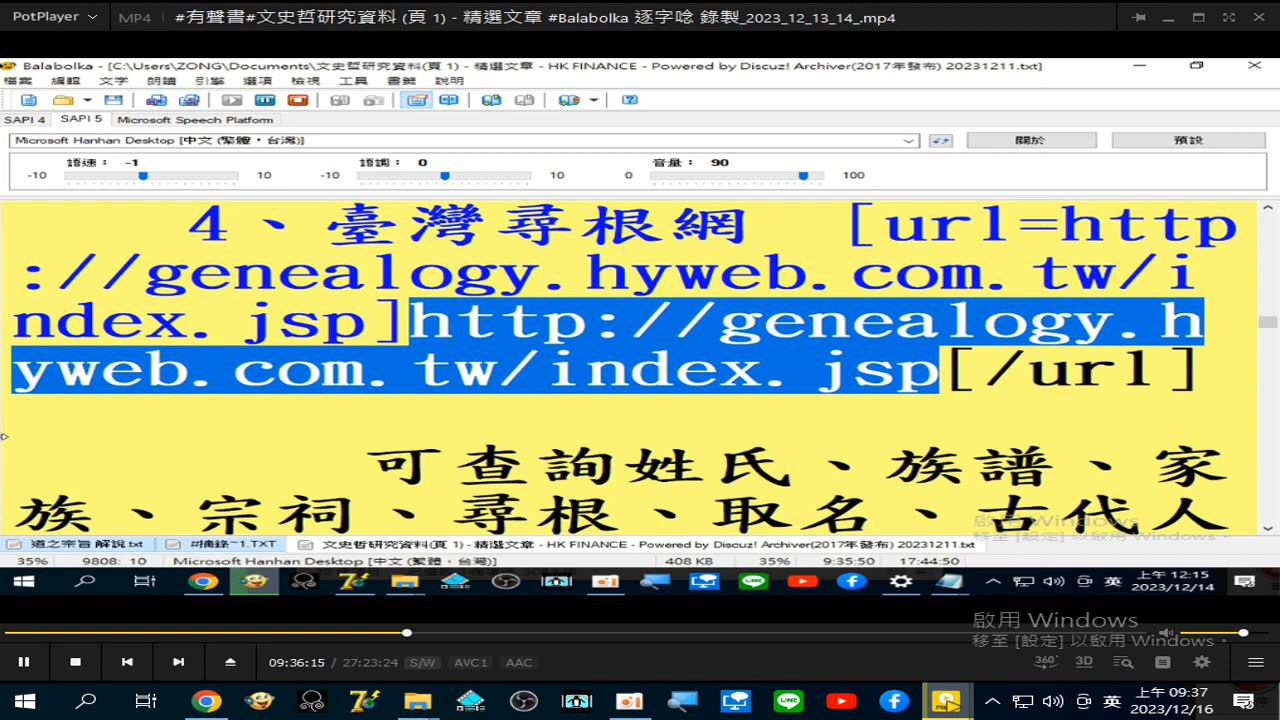 PotPlayer MP4 #有聲書#文史哲研究資料 (頁 1) - 精選文章 #Balabolka 逐字唸 錄製_2023_12_13_14_.mp4
Balabolka - [C:\Users\ZONG\Documents\文史哲研究資料(頁 1) - 精選文章 - HK FINANCE - Powered by Discuz! Archiver(2017年發布) 20231211.txt]
檔案 編輯 文字 朗讀 引擎 選項 檢視 工具 書籤 說明
SAPI 4 SAPI 5 Microsoft Speech Platform
Microsoft Hanhan Desktop [中文 (繁體，台灣)] 關於 預設
語速： -1 語調： 0 音量： 90
-10 10 -10 10 0 100
4、臺灣尋根網 [url=http
://genealogy.hyweb.com.tw/i
ndex.jsp]http://genealogy.h
yweb.com.tw/index.jsp[/url]
可查詢姓氏、族譜、家
族、宗祠、尋根、取名、古代人
啟用 Windows
移至 [設定] 以啟用 Windows。
道之宗旨 解說.txt #摘錄~1.TXT 文史哲研究資料(頁 1) - 精選文章 - HK FINANCE - Powered by Discuz! Archiver(2017年發布) 20231211.txt
35% 9808: 10 Microsoft Hanhan Desktop [中文 (繁體，台灣)] 408 KB 35% 9:35:50 17:44:50
英 上午 12:15
2023/12/14
啟用 Windows
移至 [設定] 以啟用 Windows。
09:36:15 / 27:23:24 S/W AVC1 AAC 360° 3D
英 上午 09:37
2023/12/16